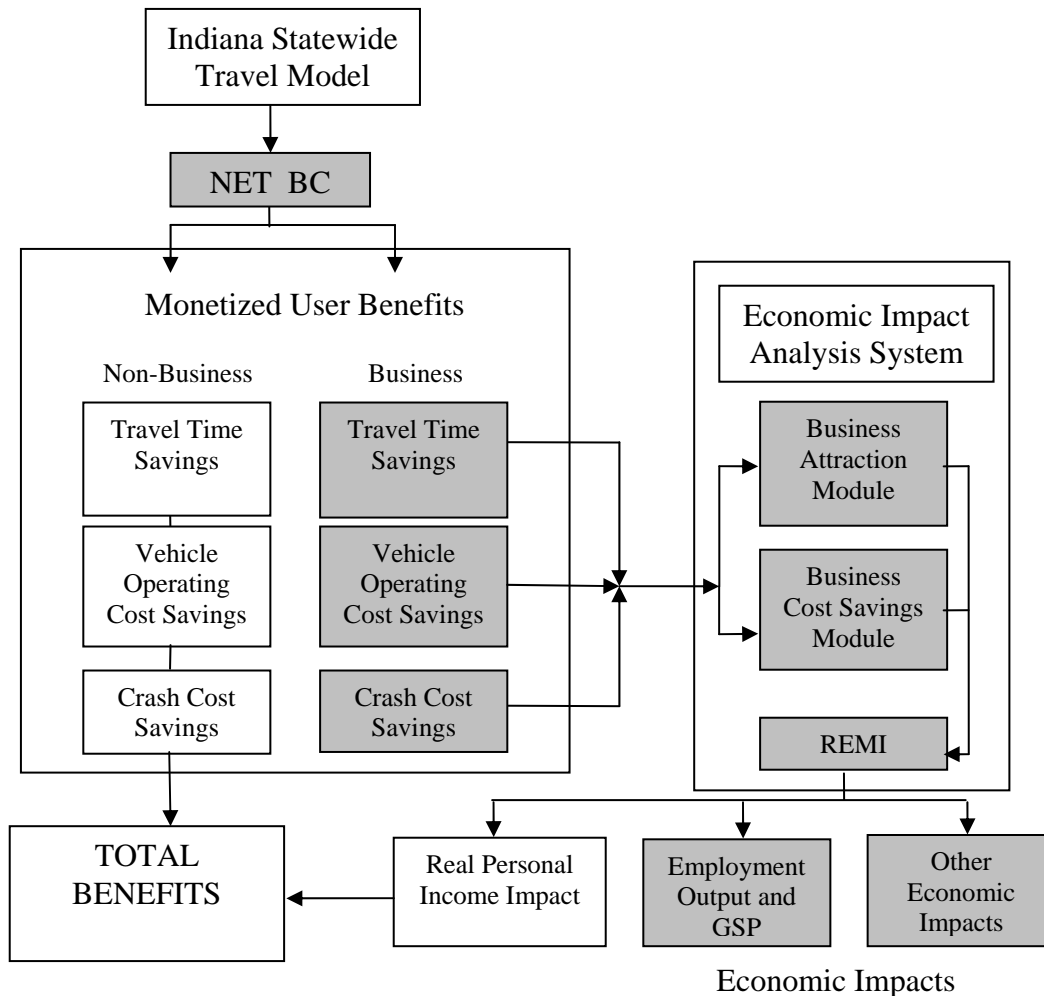 Indiana Statewide
Travel Model
NET BC
Monetized User Benefits
Non-Business
Business
Travel Time
Savings
Vehicle
Operating
Cost Savings
Crash Cost
Savings
Travel Time
Savings
Vehicle
Operating
Cost Savings
Crash Cost
Savings
Economic Impact
Analysis System
Business
Attraction
Module
Business
Cost Savings
Module
REMI
TOTAL
BENEFITS
Real Personal
Income Impact
Employment
Output and
GSP
Other
Economic
Impacts
Economic Impacts